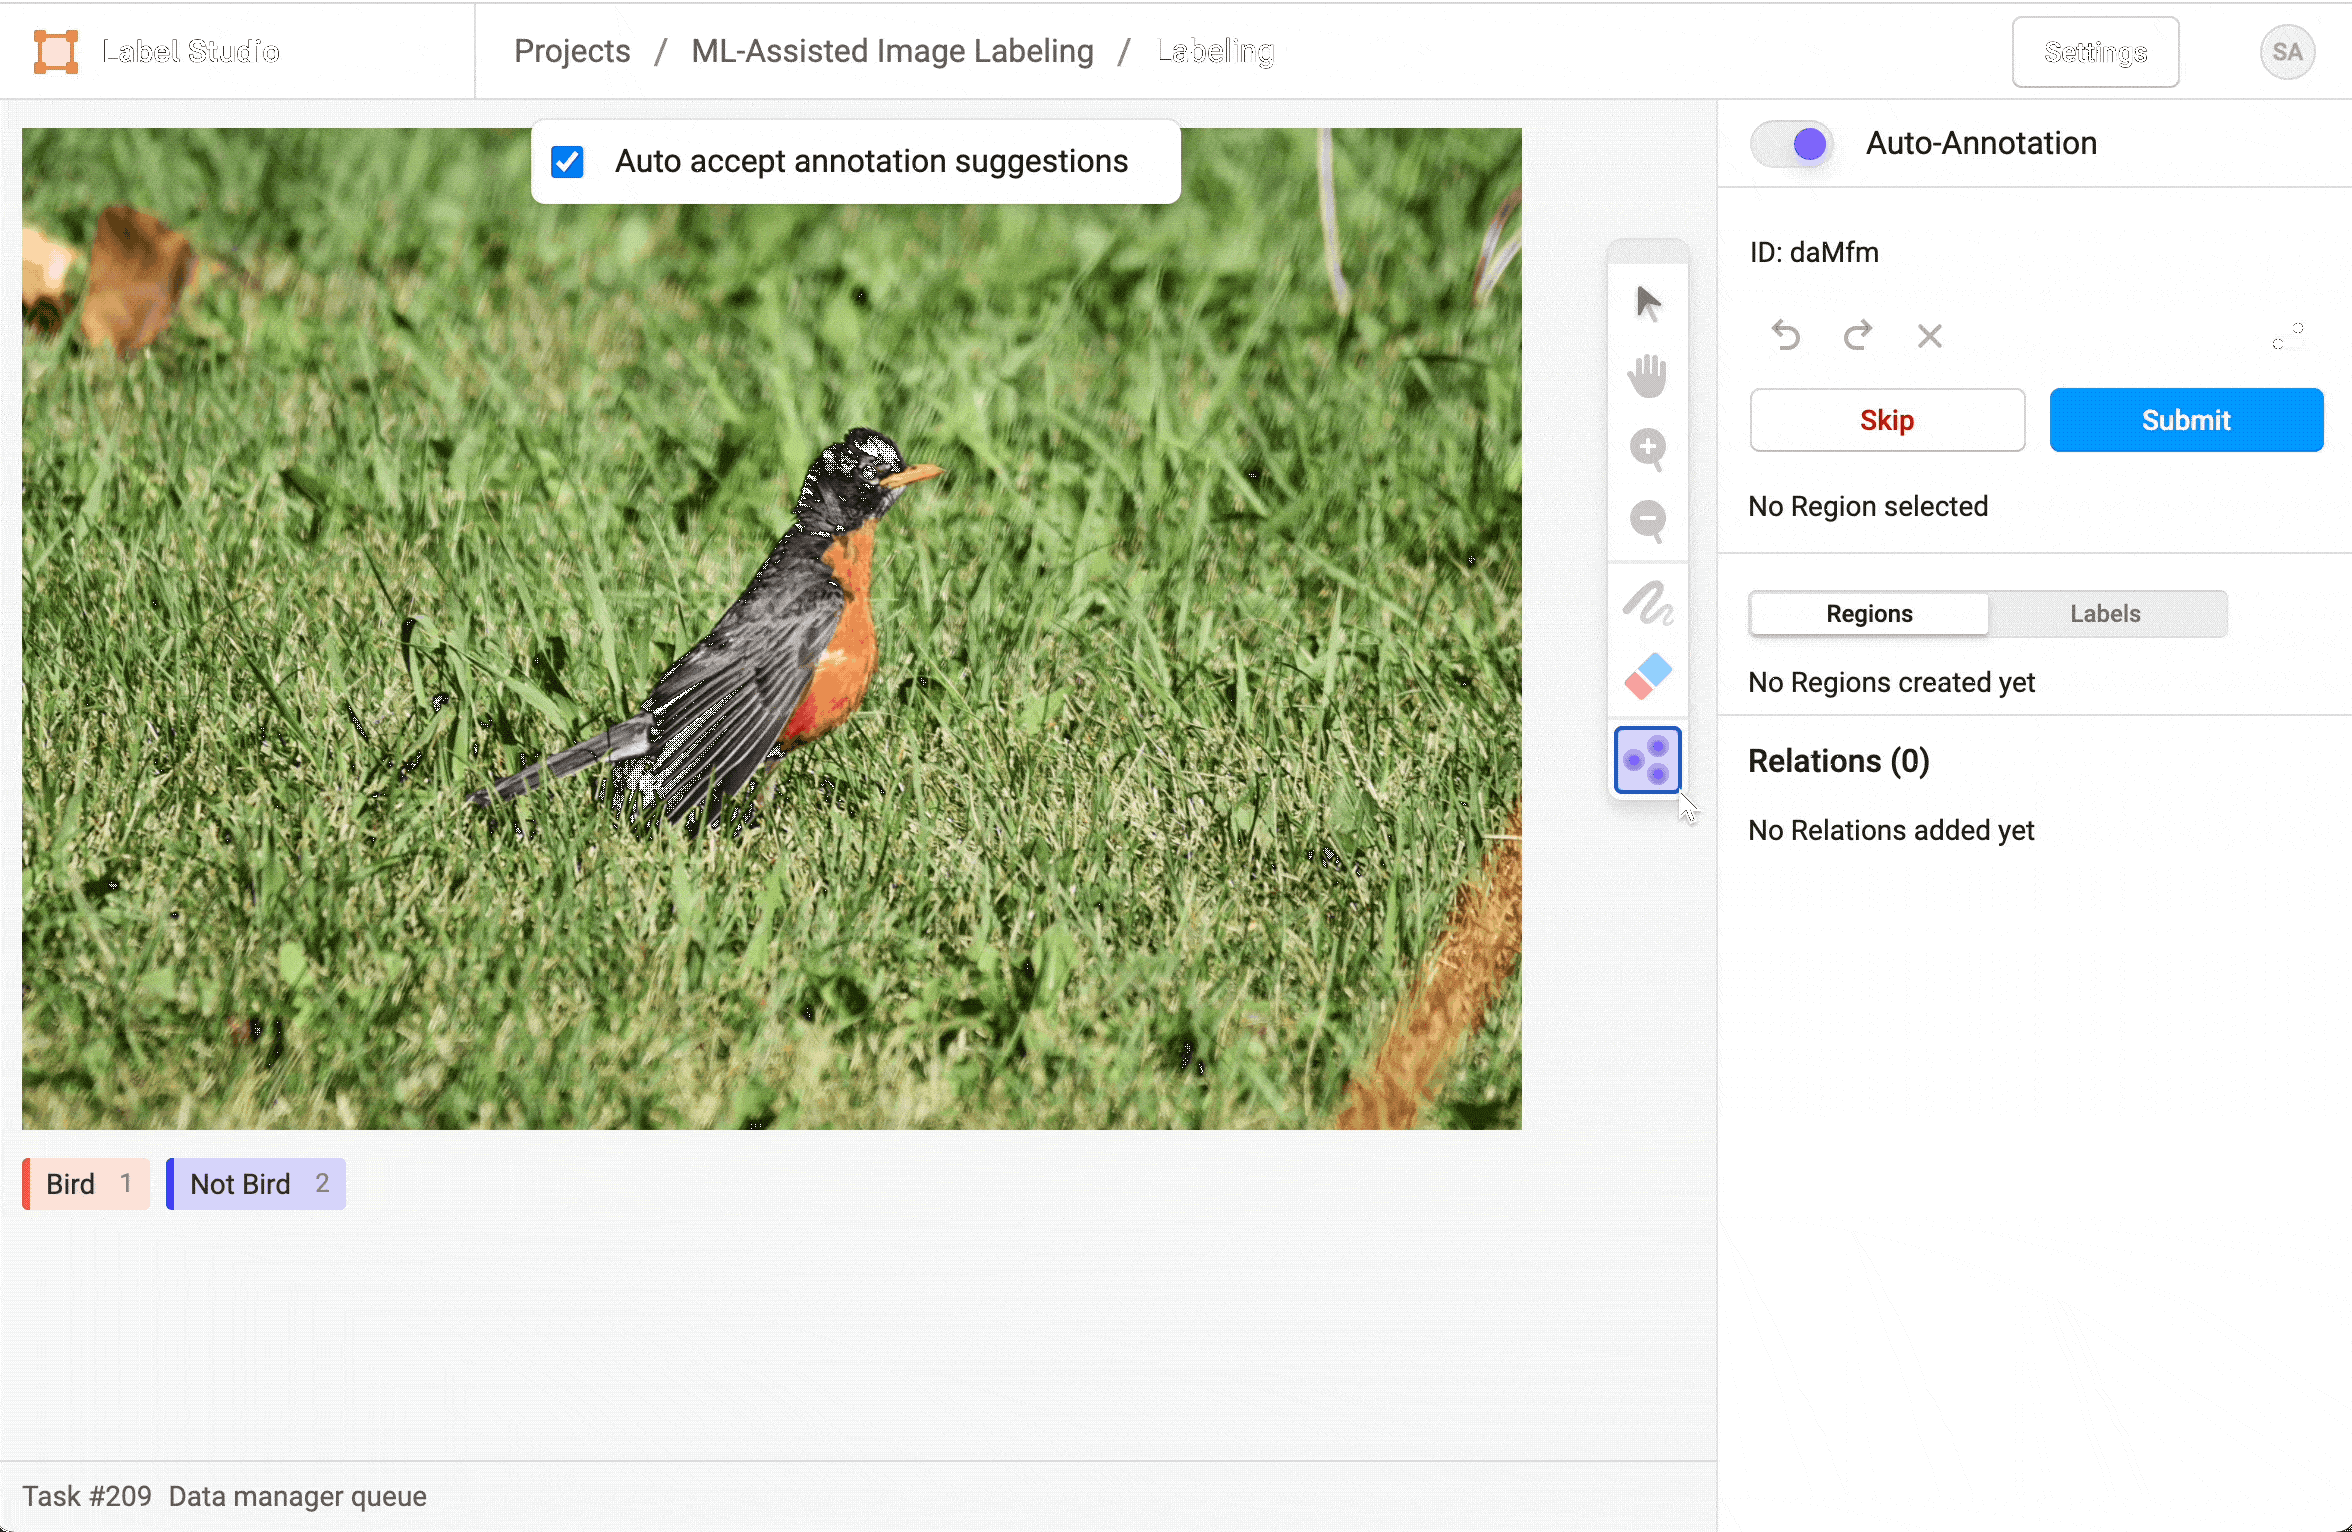 Label Studio
Projects / ML-Assisted Image Labeling / Labeling
Settings
SA
Auto accept annotation suggestions
Auto-Annotation
ID: daMfm
Skip
Submit
No Region selected
Regions
Labels
No Regions created yet
Relations (0)
No Relations added yet
Bird 1
Not Bird 2
Task #209 Data manager queue